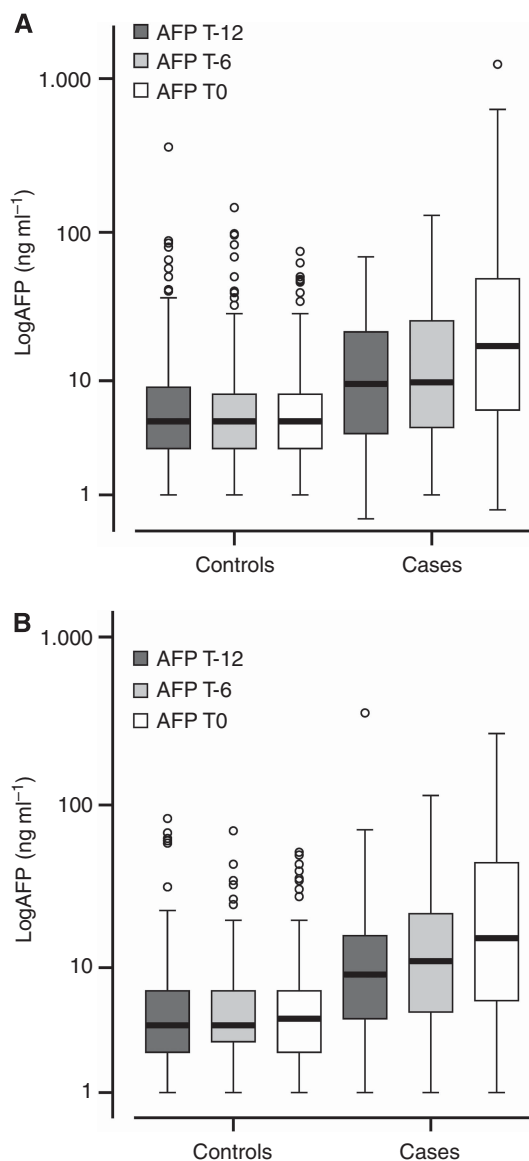 A
AFP T-12
AFP T-6
AFP T0
LogAFP (ng ml⁻¹)
1.000
100
10
1
Controls
Cases
B
AFP T-12
AFP T-6
AFP T0
LogAFP (ng ml⁻¹)
1.000
100
10
1
Controls
Cases